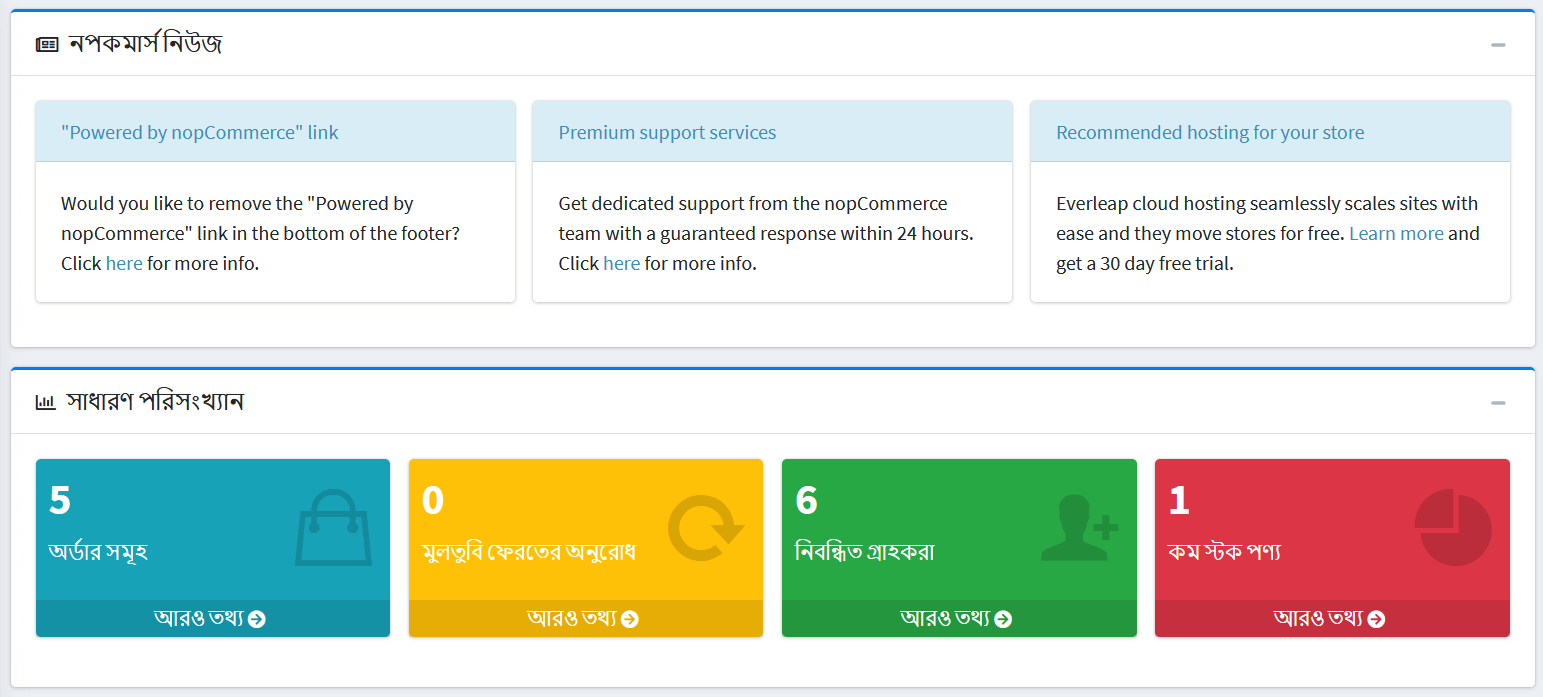 নপকমার্স নিউজ
"Powered by nopCommerce" link
Would you like to remove the "Powered by
nopCommerce" link in the bottom of the footer?
Click here for more info.
Premium support services
Get dedicated support from the nopCommerce
team with a guaranteed response within 24 hours.
Click here for more info.
Recommended hosting for your store
Everleap cloud hosting seamlessly scales sites with
ease and they move stores for free. Learn more and
get a 30 day free trial.
সাধারণ পরিসংখ্যান
5
অর্ডার সমূহ
আরও তথ্য
0
মুলতুবি ফেরতের অনুরোধ
আরও তথ্য
6
নিবন্ধিত গ্রাহকরা
আরও তথ্য
1
কম স্টক পণ্য
আরও তথ্য